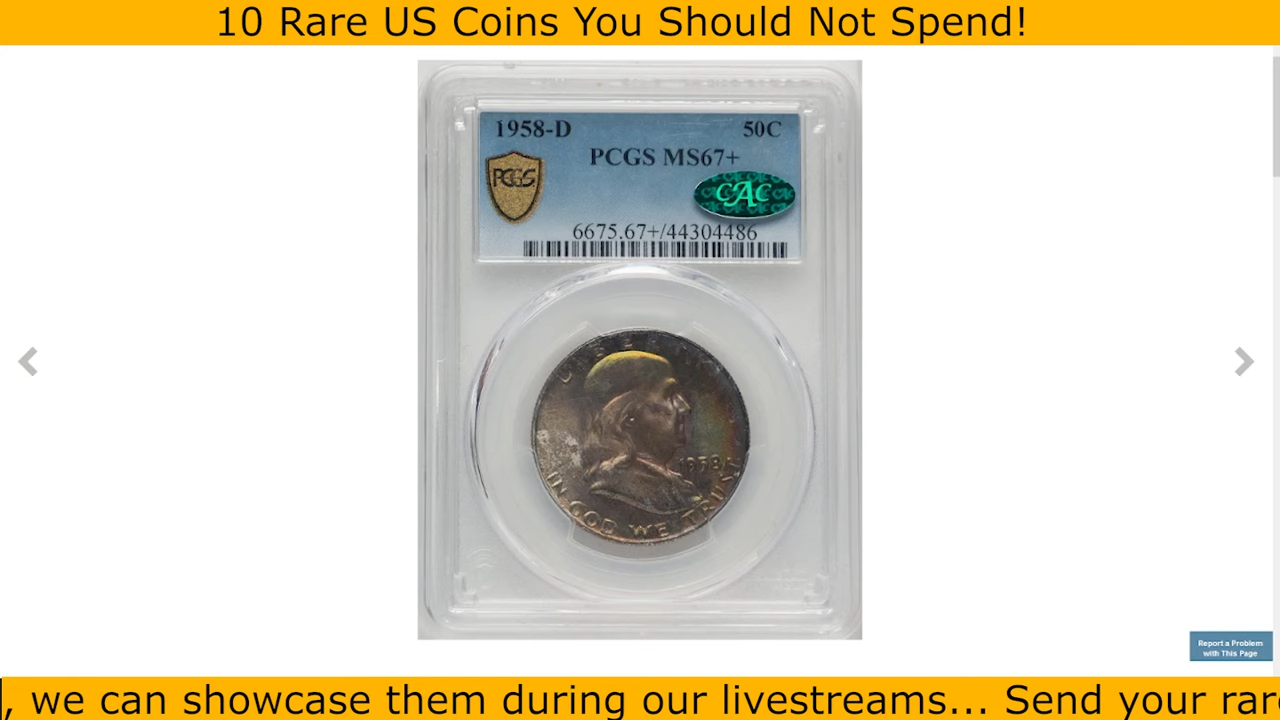 10 Rare US Coins You Should Not Spend!
1958-D 50C
PCGS MS67+
PCGS
CAC
6675.67+/44304486
LIBERTY
1958
IN GOD WE TRUST
Report a Problem
with This Page
, we can showcase them during our livestreams... Send your rar